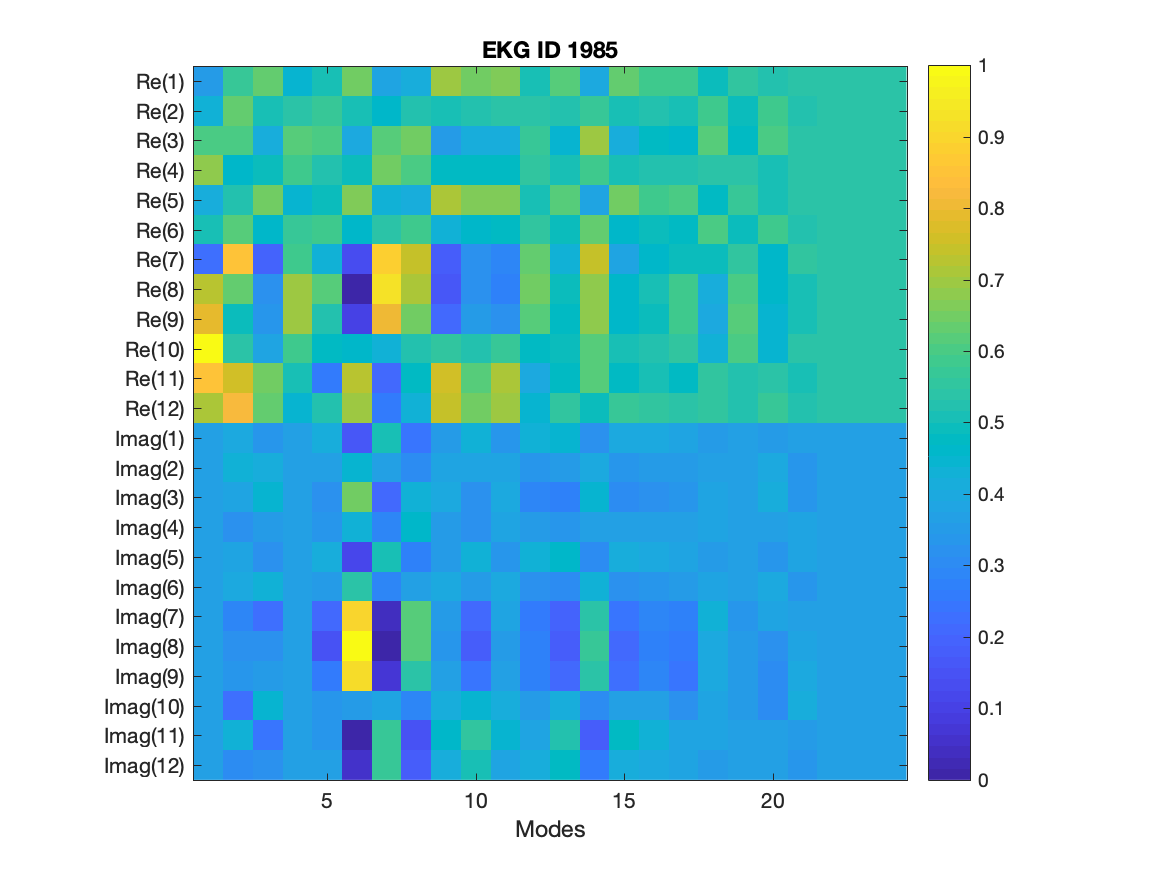 EKG ID 1985
Re(1)
Re(2)
Re(3)
Re(4)
Re(5)
Re(6)
Re(7)
Re(8)
Re(9)
Re(10)
Re(11)
Re(12)
Imag(1)
Imag(2)
Imag(3)
Imag(4)
Imag(5)
Imag(6)
Imag(7)
Imag(8)
Imag(9)
Imag(10)
Imag(11)
Imag(12)
5 10 15 20
Modes
1
0.9
0.8
0.7
0.6
0.5
0.4
0.3
0.2
0.1
0